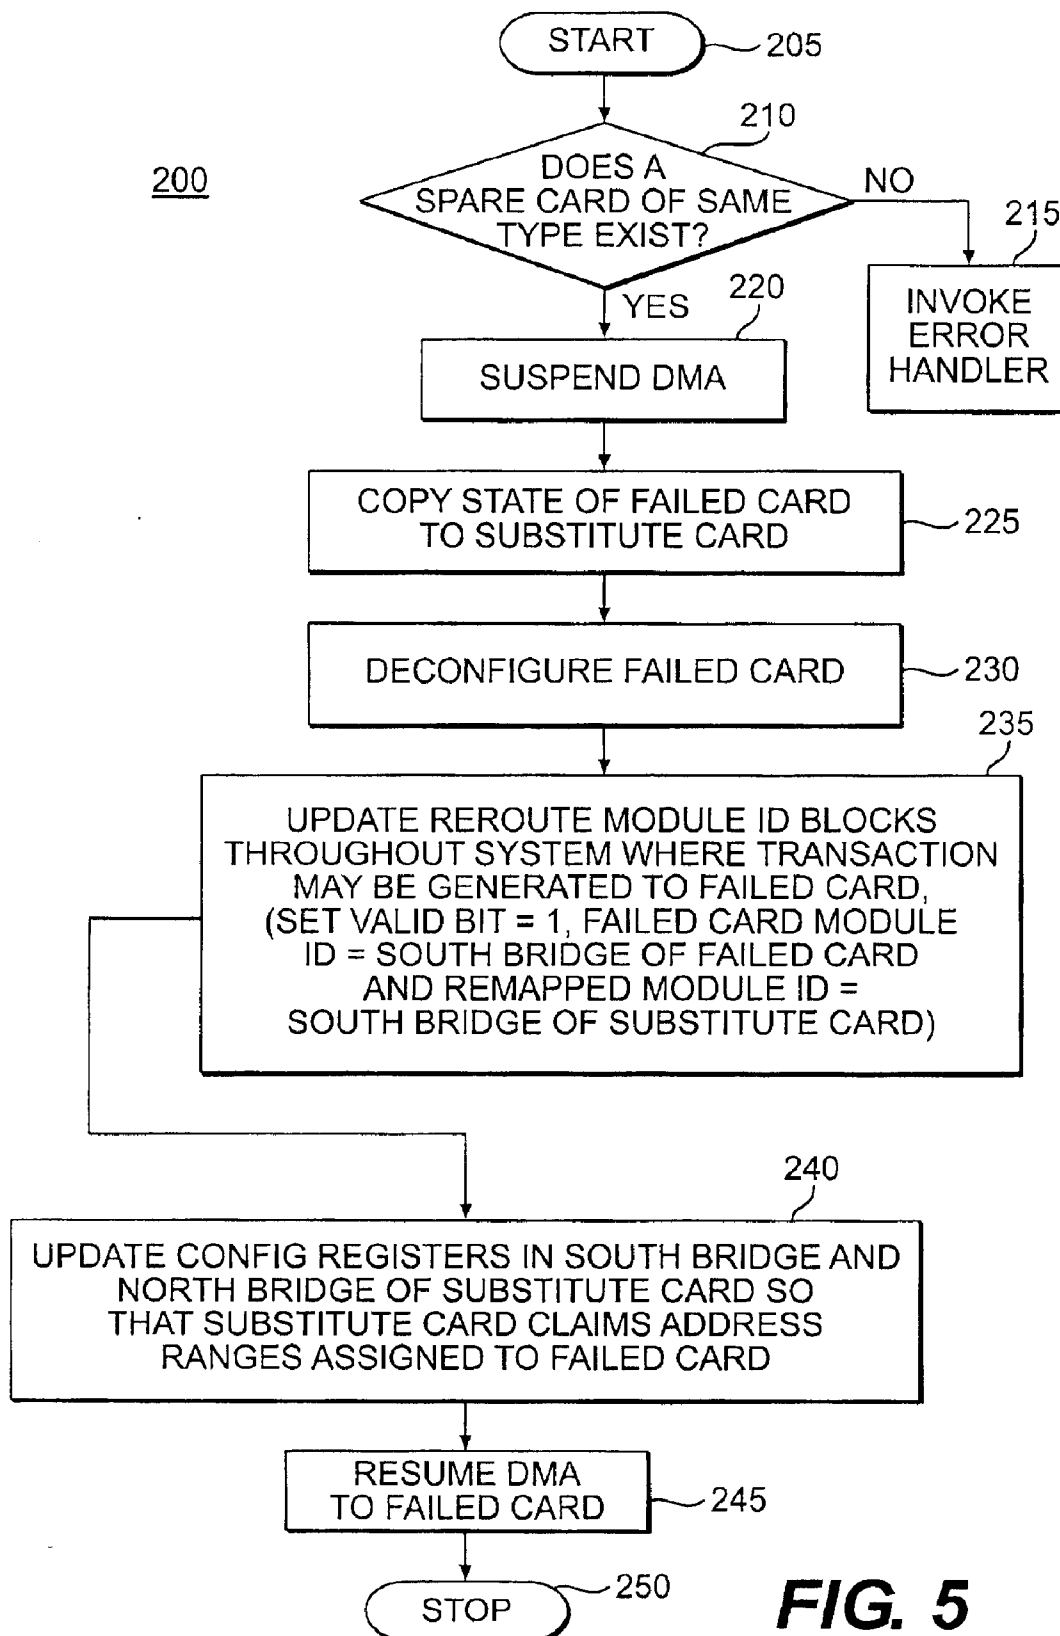 START
205
210
200
DOES A
SPARE CARD OF SAME
TYPE EXIST?
NO
215
INVOKE
ERROR
HANDLER
YES
220
SUSPEND DMA
COPY STATE OF FAILED CARD
TO SUBSTITUTE CARD
225
DECONFIGURE FAILED CARD
230
235
UPDATE REROUTE MODULE ID BLOCKS
THROUGHOUT SYSTEM WHERE TRANSACTION
MAY BE GENERATED TO FAILED CARD,
(SET VALID BIT = 1, FAILED CARD MODULE
ID = SOUTH BRIDGE OF FAILED CARD
AND REMAPPED MODULE ID =
SOUTH BRIDGE OF SUBSTITUTE CARD)
240
UPDATE CONFIG REGISTERS IN SOUTH BRIDGE AND
NORTH BRIDGE OF SUBSTITUTE CARD SO
THAT SUBSTITUTE CARD CLAIMS ADDRESS
RANGES ASSIGNED TO FAILED CARD
RESUME DMA
TO FAILED CARD
245
STOP
250
FIG. 5